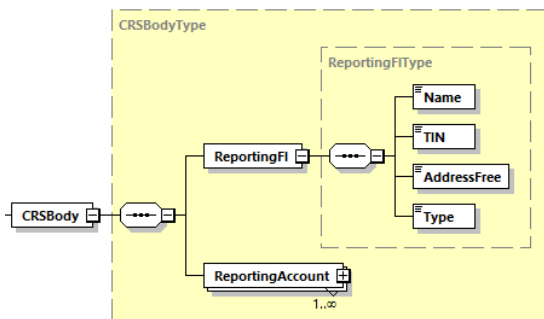 CRSBodyType
ReportingFIType
Name
TIN
AddressFree
Type
ReportingFI
CRSBody
ReportingAccount
1..∞